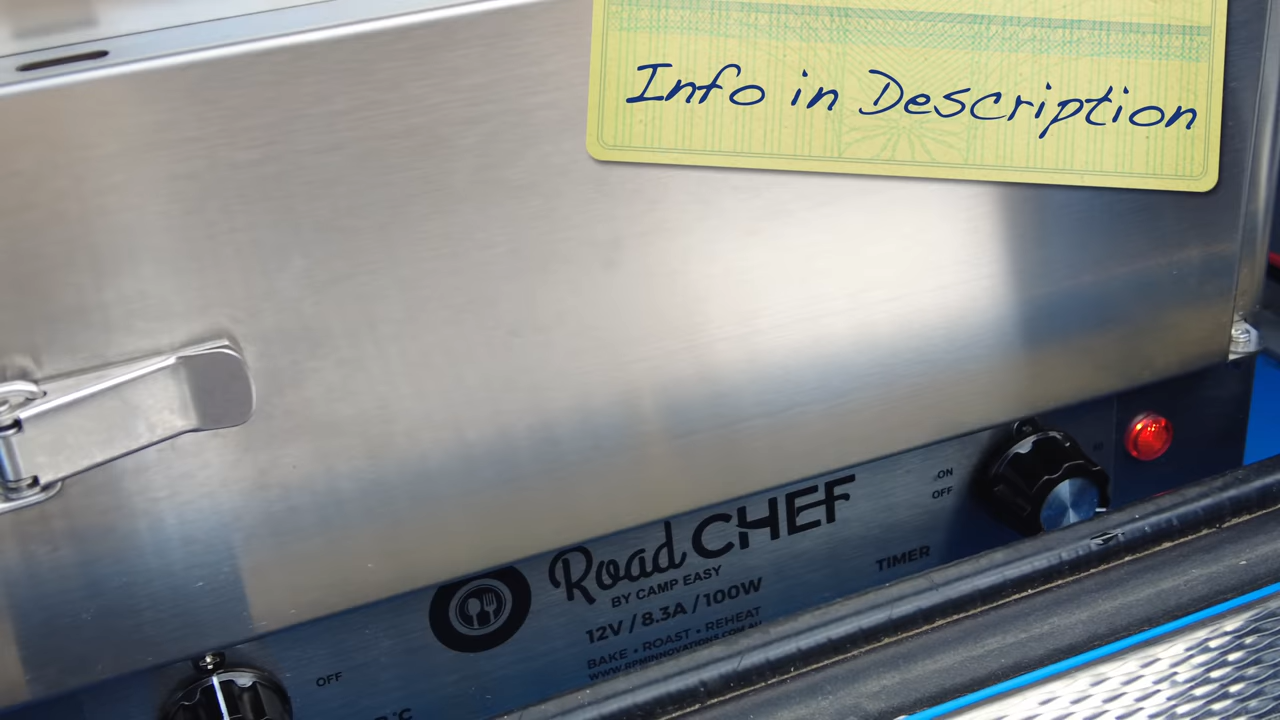 Info in Description
ON
OFF
Road CHEF
BY CAMP EASY
12V / 8.3A / 100W
TIMER
BAKE • ROAST • REHEAT
WWW.RPMINNOVATIONS.COM.AU
OFF
°C